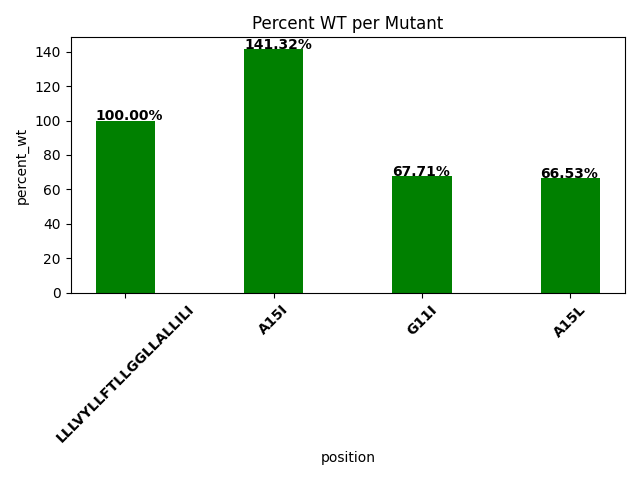 Percent WT per Mutant
percent_wt
140
120
100
80
60
40
20
0
100.00%
141.32%
67.71%
66.53%
LLLVYLLFTLLGGLLALLILI
A15I
G11I
A15L
position